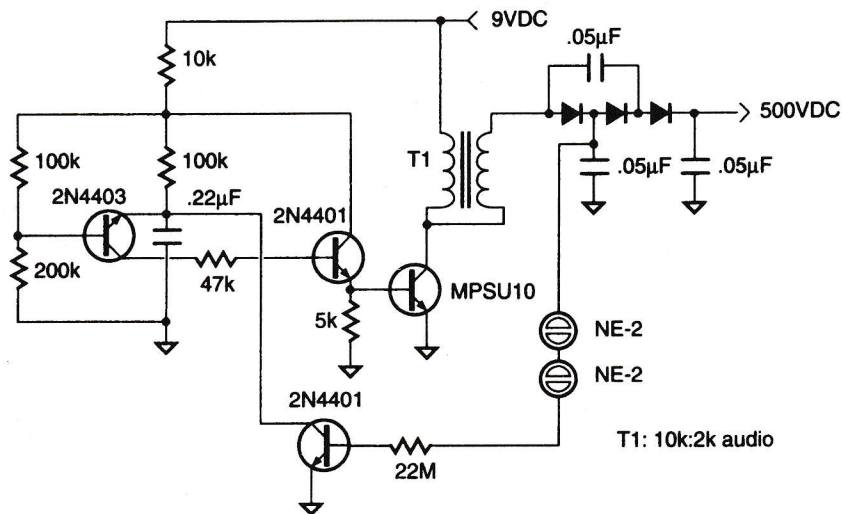 9VDC
.05µF
10k
500VDC
100k
100k
T1
.05µF
.05µF
2N4403
.22µF
2N4401
200k
47k
MPSU10
5k
NE-2
NE-2
2N4401
22M
T1: 10k:2k audio